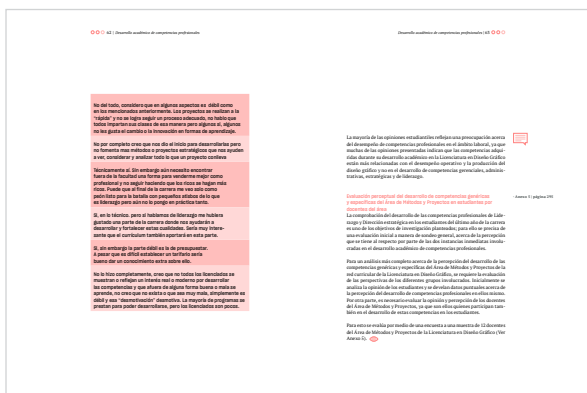 62 | Desarrollo académico de competencias profesionales
No del todo, considero que en algunos aspectos es débil como
en los mencionados anteriormente. Los proyectos se realizan a la
"rápida" y no se logra seguir un proceso adecuado, no hablo que
todos imparten sus clases de esa manera pero algunos sí, algunos
no les gusta el cambio o la innovación en formas de aprendizaje.
No por completo creo que nos dio el inicio para desarrollarlas pero
no fomenta mas métodos o proyectos estratégicos que nos ayuden
a ver, considerar y analizar todo lo que un proyecto conlleva
Técnicamente sí. Sin embargo aún necesito encontrar
fuera de la facultad una forma para venderme mejor como
profesional y no seguir haciendo que los ricos se hagan más
ricos. Puede que al final de la carrera me vea solo como
peón listo para la batalla con pequeños atabos de lo que
es liderazgo pero aún no lo pongo en práctica tanto.
Sí, en lo técnico, pero si hablamos de liderazgo me hubiera
gustado una parte de la carrera donde nos ayudarán a
desarrollar y fortalecer estas cualidades. Sería muy intere-
sante que el curriculum también aportará en esta parte.
Sí, sin embargo la parte débil es la de presupuestar.
A pesar que es difícil establecer un tarifario sería
bueno dar un conocimiento extra sobre ello.
No lo hizo completamente, creo que no todos los licenciados se
muestran o reflejan un interés real o moderno por desarrollar
las competencias y que afuera de alguna forma buena o mala se
aprende, no creo que no exista o que sea muy mala, simplemente es
débil y esa "desmotivación" desmotiva. La mayoría de programas se
prestan para poder desarrollarse, pero los licenciados son pocos.
Desarrollo académico de competencias profesionales | 63
La mayoría de las opiniones estudiantiles reflejan una preocupación acerca
del desempeño de competencias profesionales en el ámbito laboral, ya que
muchas de las opiniones presentadas indican que las competencias adqui-
ridas durante su desarrollo académico en la Licenciatura en Diseño Gráfico
están más relacionadas con el desempeño operativo y la producción del
diseño gráfico y no en el desarrollo de competencias gerenciales, adminis-
trativas, estratégicas y de liderazgo.
Evaluación perceptual del desarrollo de competencias genéricas
y específicas del Área de Métodos y Proyectos en estudiantes por
docentes del área
Anexo 5 | página 191
La comprobación del desarrollo de las competencias profesionales de Lide-
razgo y Dirección estratégica en los estudiantes del último año de la carrera
es uno de los objetivos de investigación planteados; para ello se precisa de
una evaluación inicial a manera de sondeo general, acerca de la percepción
que se tiene al respecto por parte de las dos instancias inmediatas involu-
cradas en el desarrollo académico de competencias profesionales.
Para un análisis más completo acerca de la percepción del desarrollo de las
competencias genéricas y específicas del Área de Métodos y Proyectos de la
red curricular de la Licenciatura en Diseño Gráfico, se requiere la evaluación
de las perspectivas de los diferentes grupos involucrados. Inicialmente se
analiza la opinión de los estudiantes y se develan datos puntuales acerca de
la percepción del desarrollo de competencias profesionales en ellos mismos.
Por otra parte, es necesario evaluar la opinión y percepción de los docentes
del Área de Métodos y Proyectos, ya que son ellos quienes participan tam-
bién en el desarrollo de estas competencias en los estudiantes.
Para esto se evalúa por medio de una encuesta a una muestra de 12 docentes
del Área de Métodos y Proyectos de la Licenciatura en Diseño Gráfico (Ver
Anexo 5).